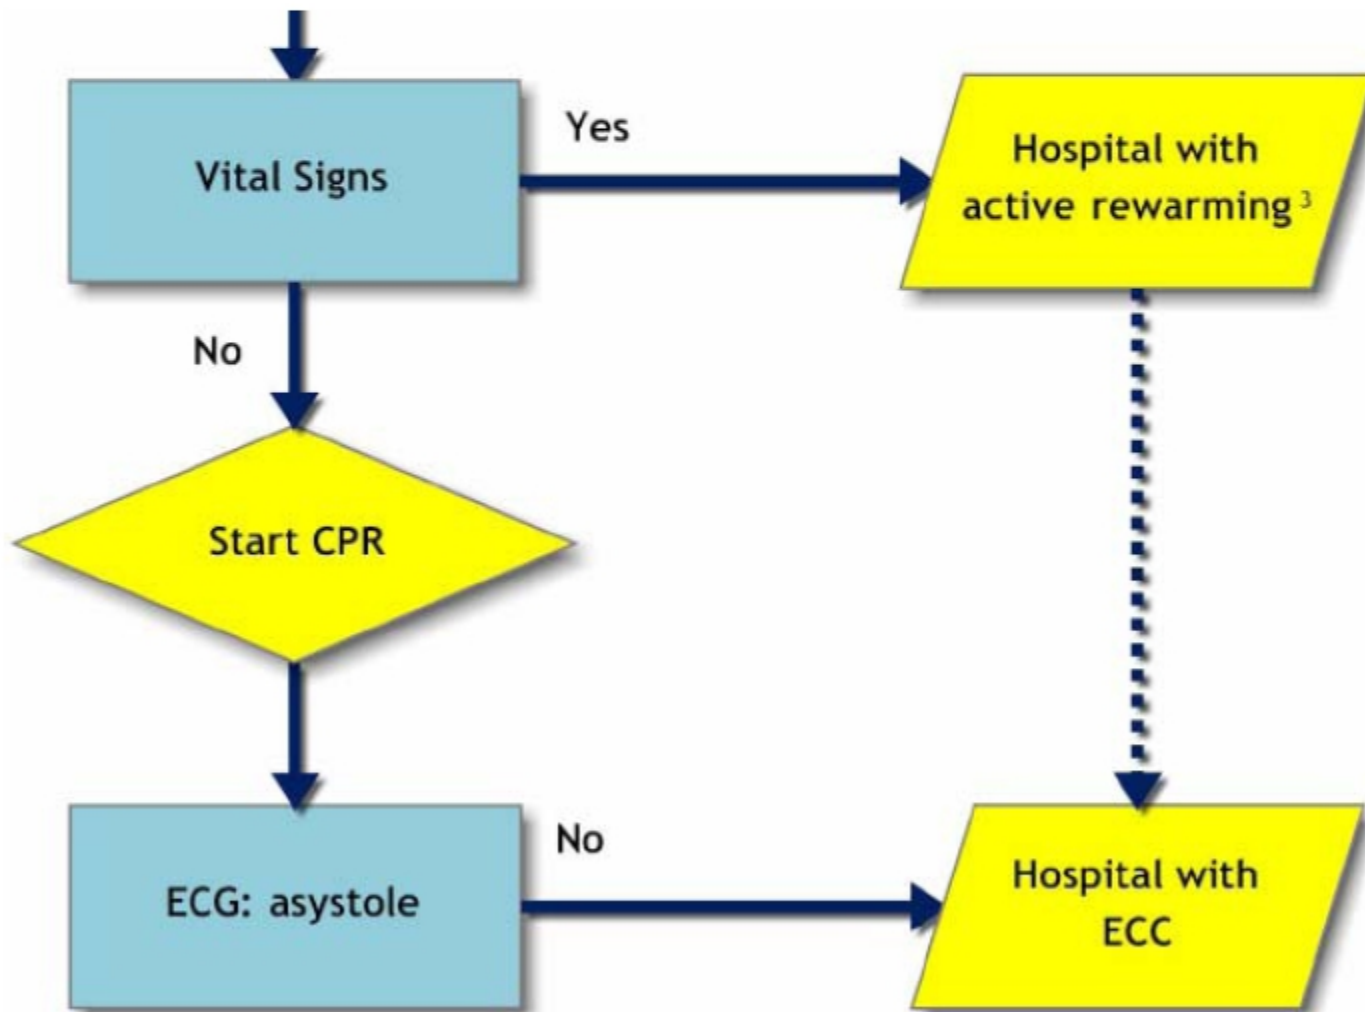 Vital Signs
Yes
Hospital with
active rewarming 3
No
Start CPR
ECG: asystole
No
Hospital with
ECC